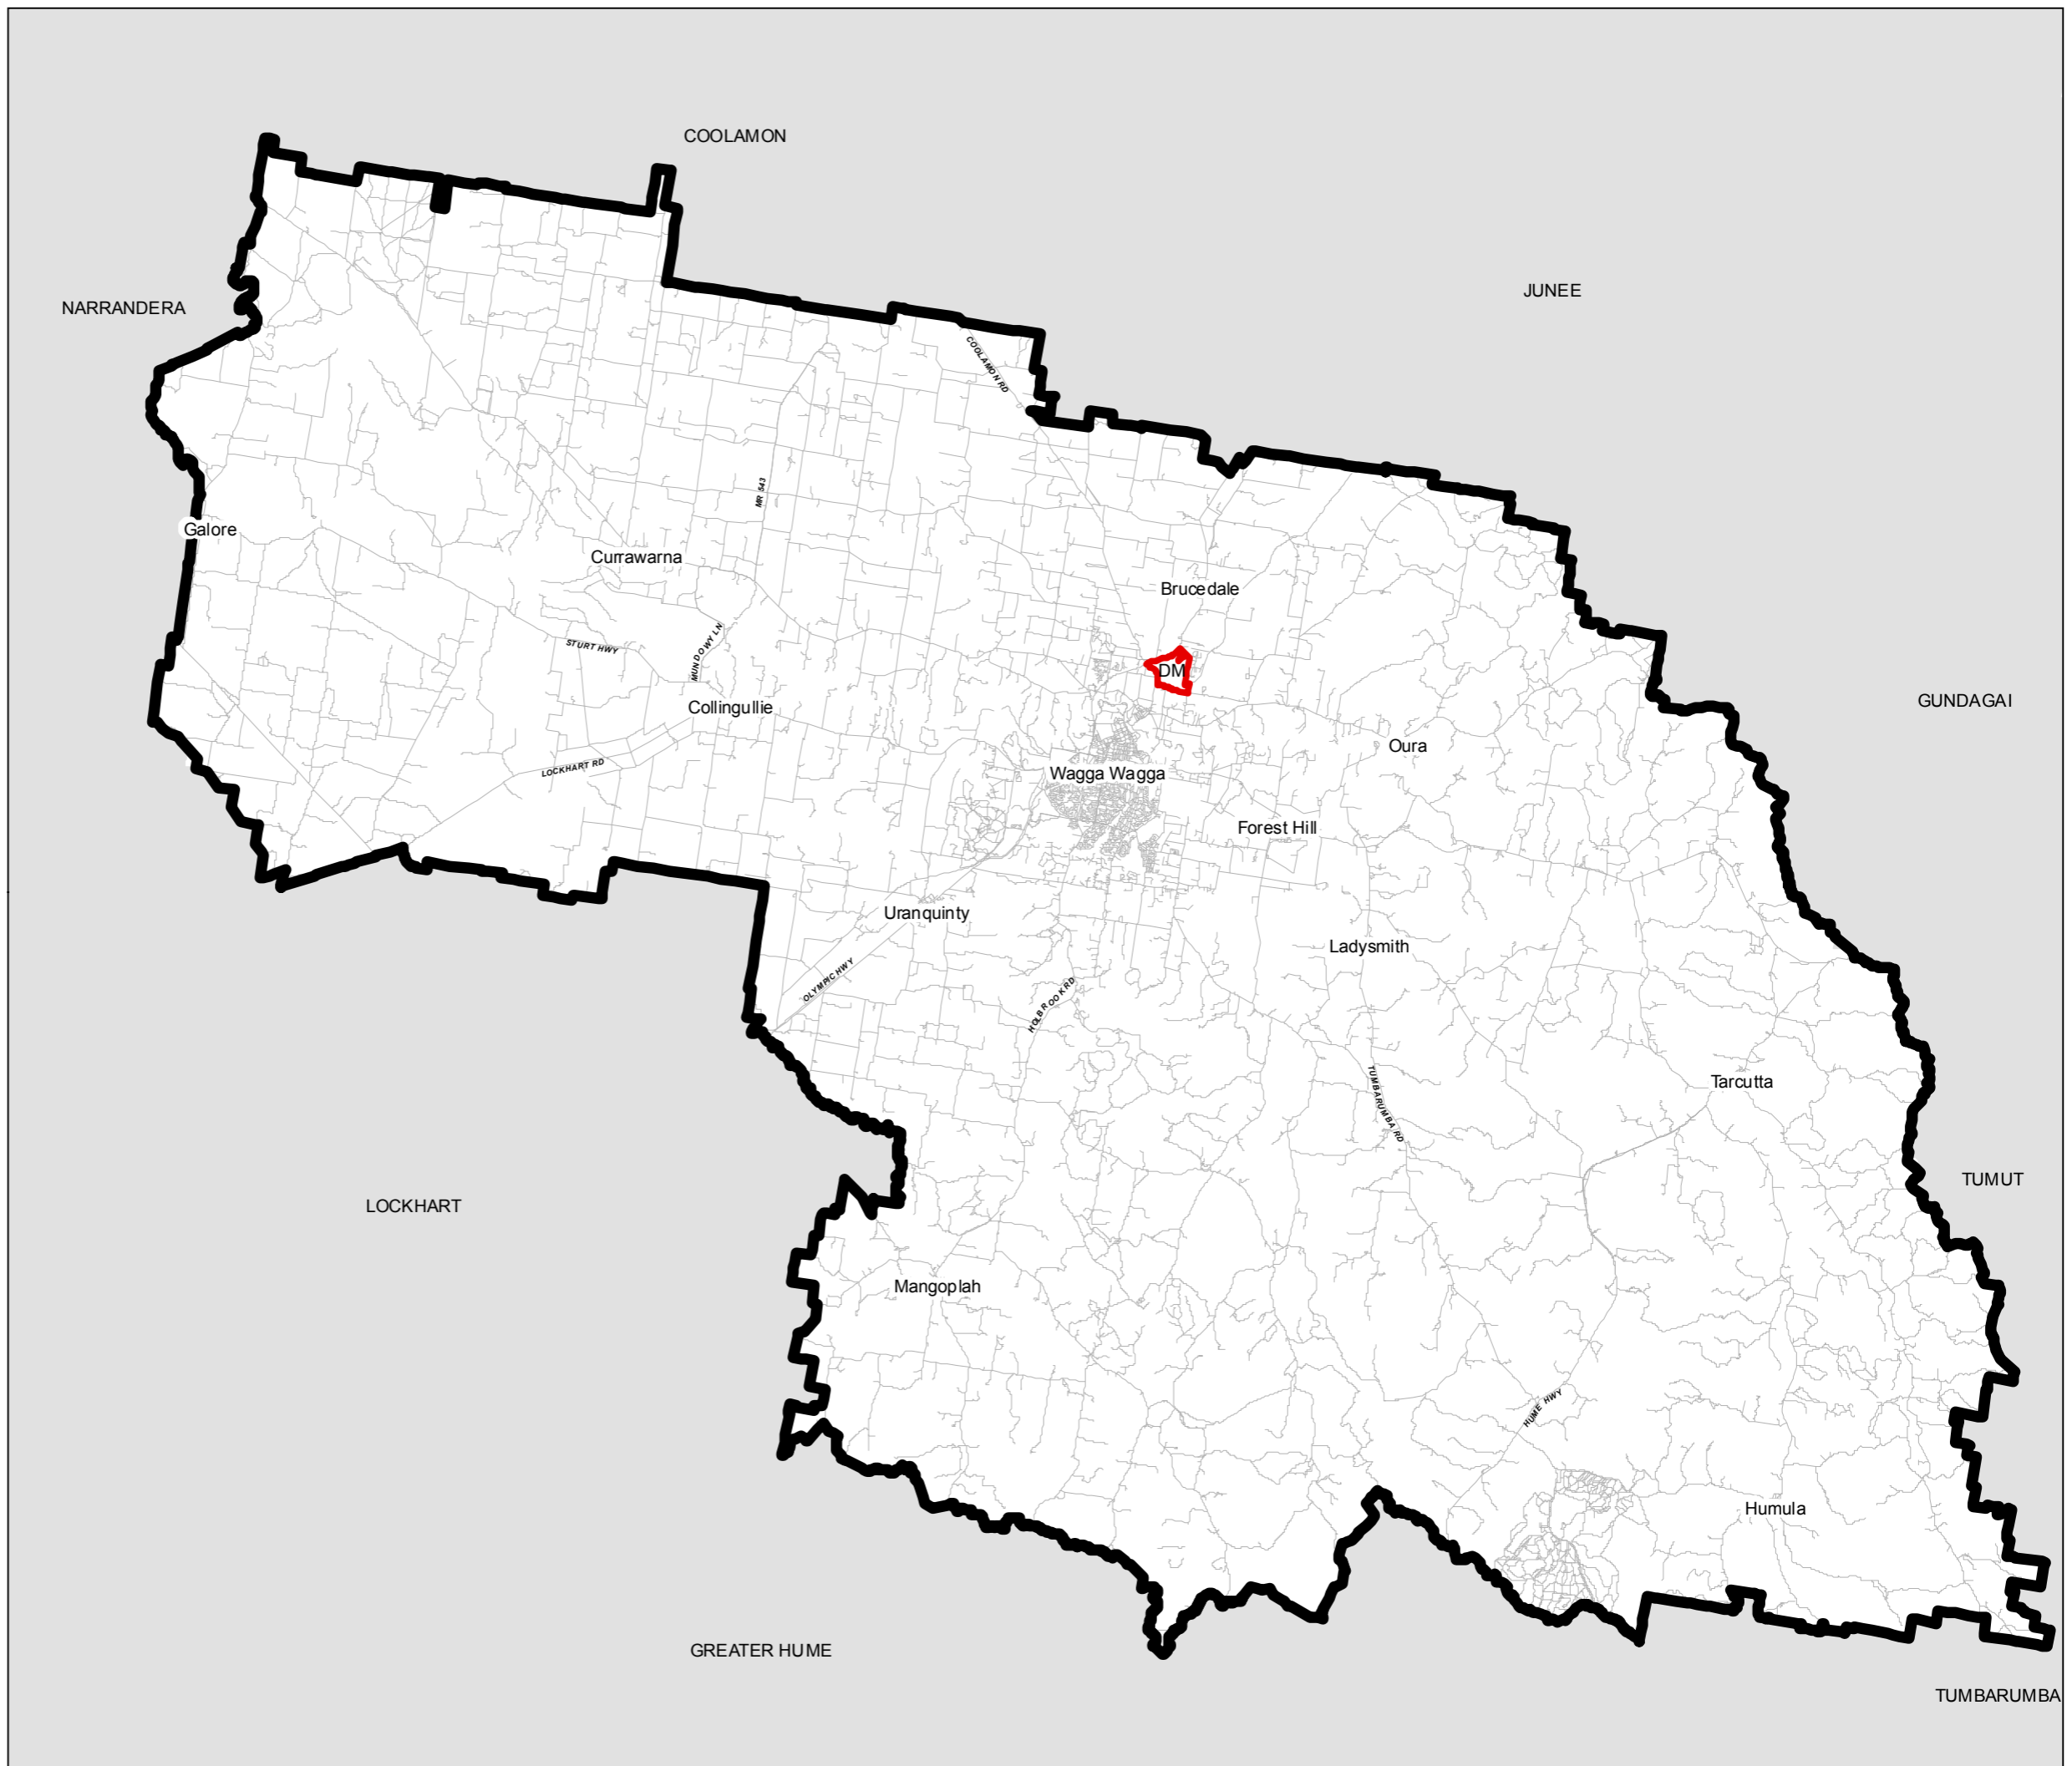 COOLAMON
JUNEE
NARRANDERA
COOLAMON RD
MR 543
Galore
Currawarna
Brucedale
STURT HWY
MUNDOWY LN
DM
GUNDAGAI
Collingullie
Oura
LOCKHART RD
Wagga Wagga
Forest Hill
Uranquinty
Ladysmith
OLYMPIC HWY
HOLBROOK RD
Tarcutta
TUMBARUMBA RD
TUMUT
LOCKHART
Mangoplah
HUME HWY
Humula
GREATER HUME
TUMBARUMBA